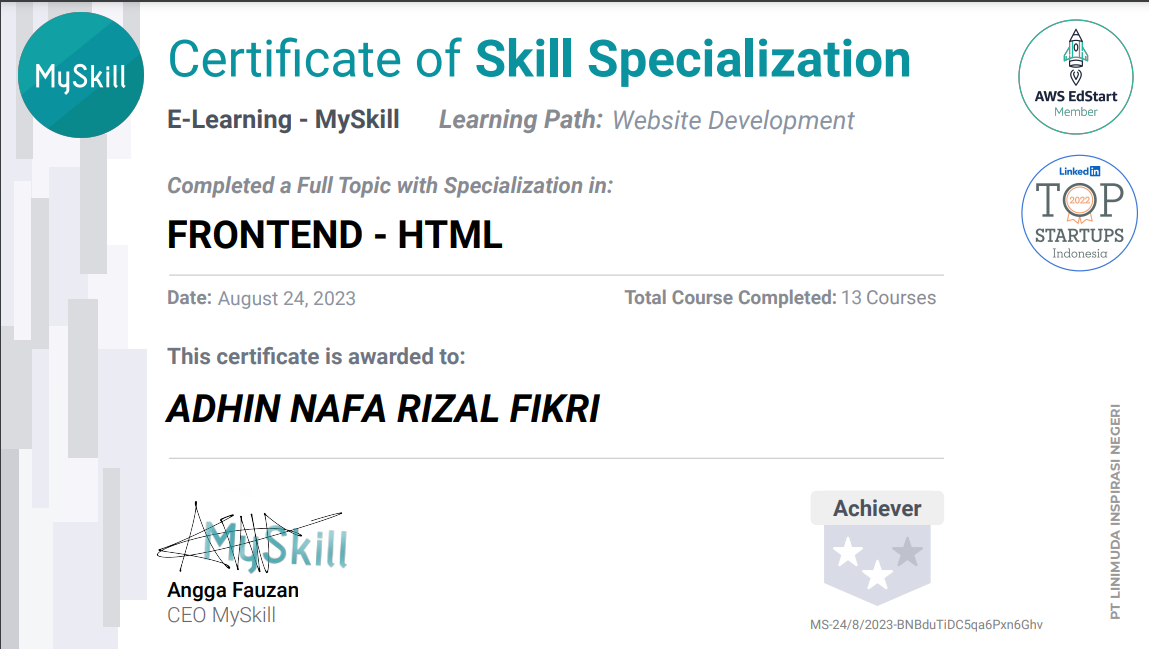 MySkill
Certificate of Skill Specialization
E-Learning - MySkill Learning Path: Website Development
AWS EdStart
Member
Completed a Full Topic with Specialization in:
FRONTEND - HTML
Linked in
TOP
2022
STARTUPS
Indonesia
Date: August 24, 2023 Total Course Completed: 13 Courses
This certificate is awarded to:
ADHIN NAFA RIZAL FIKRI
MySkill
Angga Fauzan
CEO MySkill
Achiever
MS-24/8/2023-BNBduTiDC5qa6Pxn6Ghv
PT LINIMUDA INSPIRASI NEGERI